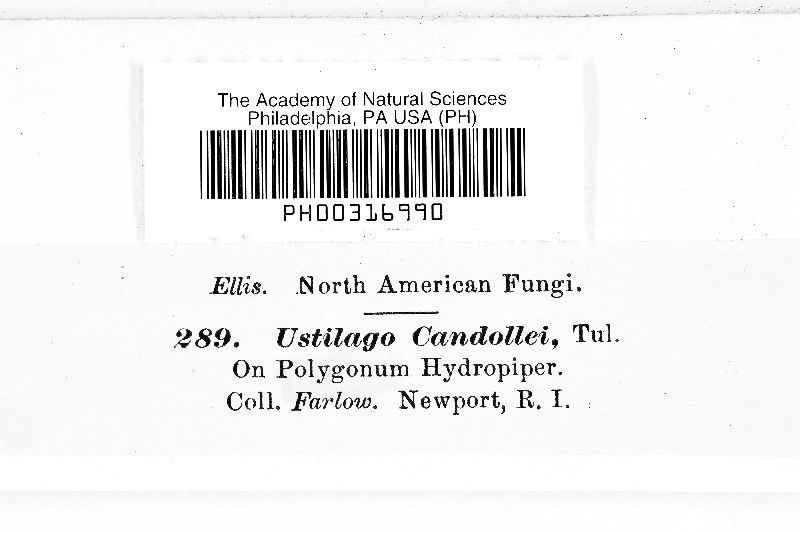 The Academy of Natural Sciences
Philadelphia, PA USA (PH)
PH00316990
Ellis. North American Fungi.
289. Ustilago Candollei, Tul.
On Polygonum Hydropiper.
Coll. Farlow. Newport, R. I.